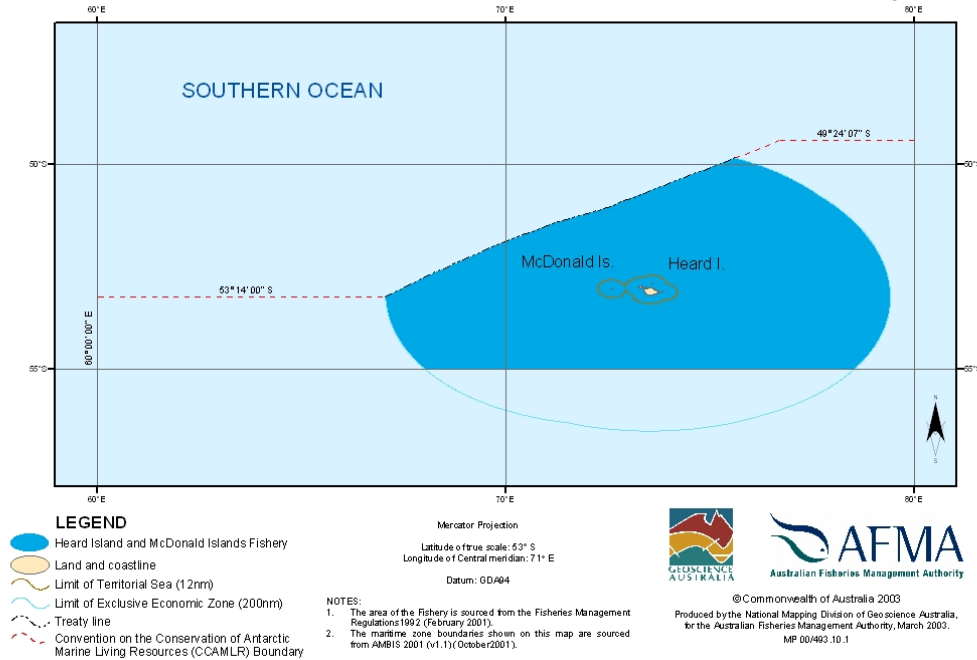 60°E
70°E
80°E
SOUTHERN OCEAN
49°24'07" S
50°S
50°S
McDonald Is.
Heard I.
53°14'00" S
60°00'00" E
55°S
55°S
N
S
60°E
70°E
80°E
LEGEND
Heard Island and McDonald Islands Fishery
Land and coastline
Limit of Territorial Sea (12nm)
Limit of Exclusive Economic Zone (200nm)
Treaty line
Convention on the Conservation of Antarctic
Marine Living Resources (CCAMLR) Boundary
Mercator Projection
Latitude of true scale: 53° S
Longitude of Central meridian: 71° E
Datum: GDA94
NOTES:
1. The area of the Fishery is sourced from the Fisheries Management
Regulations1992 (February 2001).
2. The maritime zone boundaries shown on this map are sourced
from AMBIS 2001 (v1.1)(October2001).
GEOSCIENCE
AUSTRALIA
AFMA
Australian Fisheries Management Authority
©Commonwealth of Australia 2003
Produced by the National Mapping Division of Geoscience Australia,
for the Australian Fisheries Management Authority, March 2003.
MP 00/493.10.1